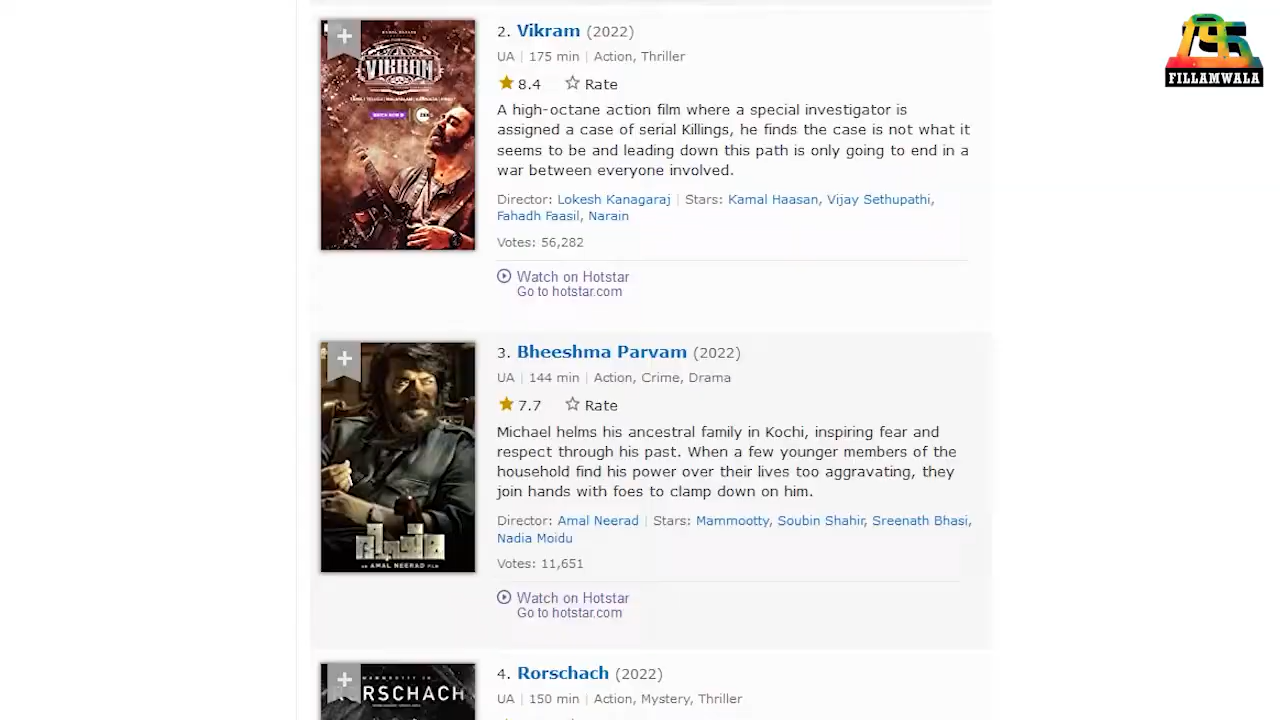 FILLAMWALA
2. Vikram (2022)
UA | 175 min | Action, Thriller
8.4 Rate
A high-octane action film where a special investigator is
assigned a case of serial Killings, he finds the case is not what it
seems to be and leading down this path is only going to end in a
war between everyone involved.
Director: Lokesh Kanagaraj | Stars: Kamal Haasan, Vijay Sethupathi,
Fahadh Faasil, Narain
Votes: 56,282
Watch on Hotstar
Go to hotstar.com
VIKRAM
3. Bheeshma Parvam (2022)
UA | 144 min | Action, Crime, Drama
7.7 Rate
Michael helms his ancestral family in Kochi, inspiring fear and
respect through his past. When a few younger members of the
household find his power over their lives too aggravating, they
join hands with foes to clamp down on him.
Director: Amal Neerad | Stars: Mammootty, Soubin Shahir, Sreenath Bhasi,
Nadia Moidu
Votes: 11,651
Watch on Hotstar
Go to hotstar.com
ഭീഷ്മ
AN AMAL NEERAD FILM
4. Rorschach (2022)
UA | 150 min | Action, Mystery, Thriller
RSCHACH